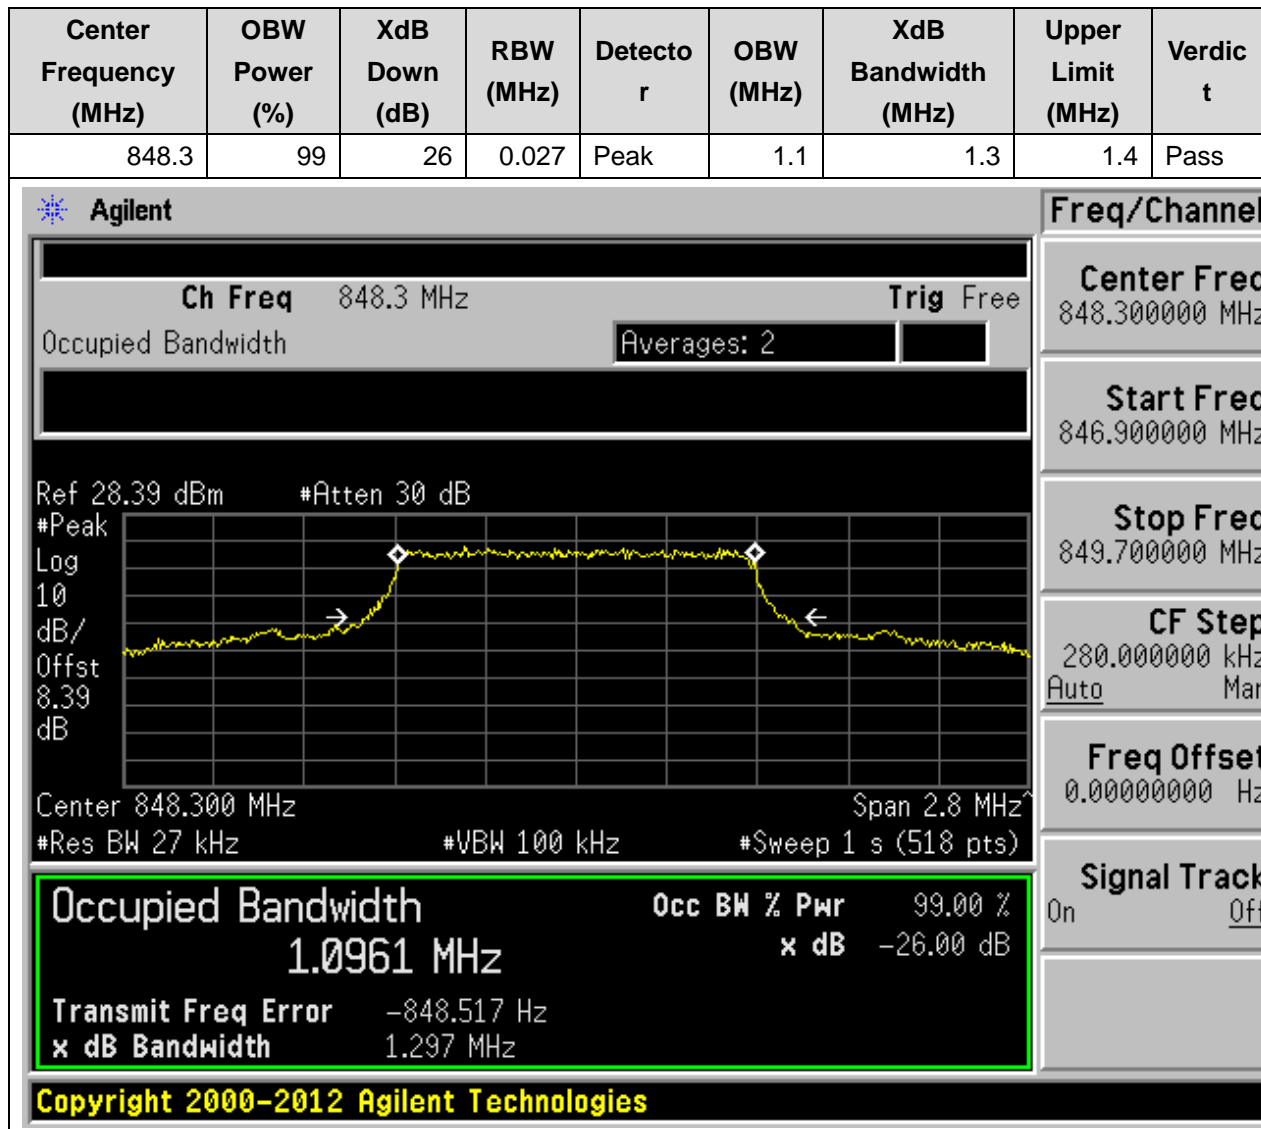 Center Frequency (MHz) OBW Power (%) XdB Down (dB) RBW (MHz) Detecto r OBW (MHz) XdB Bandwidth (MHz) Upper Limit (MHz) Verdic t
848.3 99 26 0.027 Peak 1.1 1.3 1.4 Pass
Agilent
Freq/Channel
Ch Freq 848.3 MHz Trig Free
Occupied Bandwidth Averages: 2
Center Freq
848.300000 MHz
Start Freq
846.900000 MHz
Stop Freq
849.700000 MHz
CF Step
280.000000 kHz
Auto Man
Freq Offset
0.00000000 Hz
Signal Track
On Off
Ref 28.39 dBm #Atten 30 dB
#Peak
Log
10
dB/
Offst
8.39
dB
Center 848.300 MHz Span 2.8 MHz^
#Res BW 27 kHz #VBW 100 kHz #Sweep 1 s (518 pts)
Occupied Bandwidth Occ BW % Pwr 99.00 %
1.0961 MHz x dB -26.00 dB
Transmit Freq Error -848.517 Hz
x dB Bandwidth 1.297 MHz
Copyright 2000-2012 Agilent Technologies